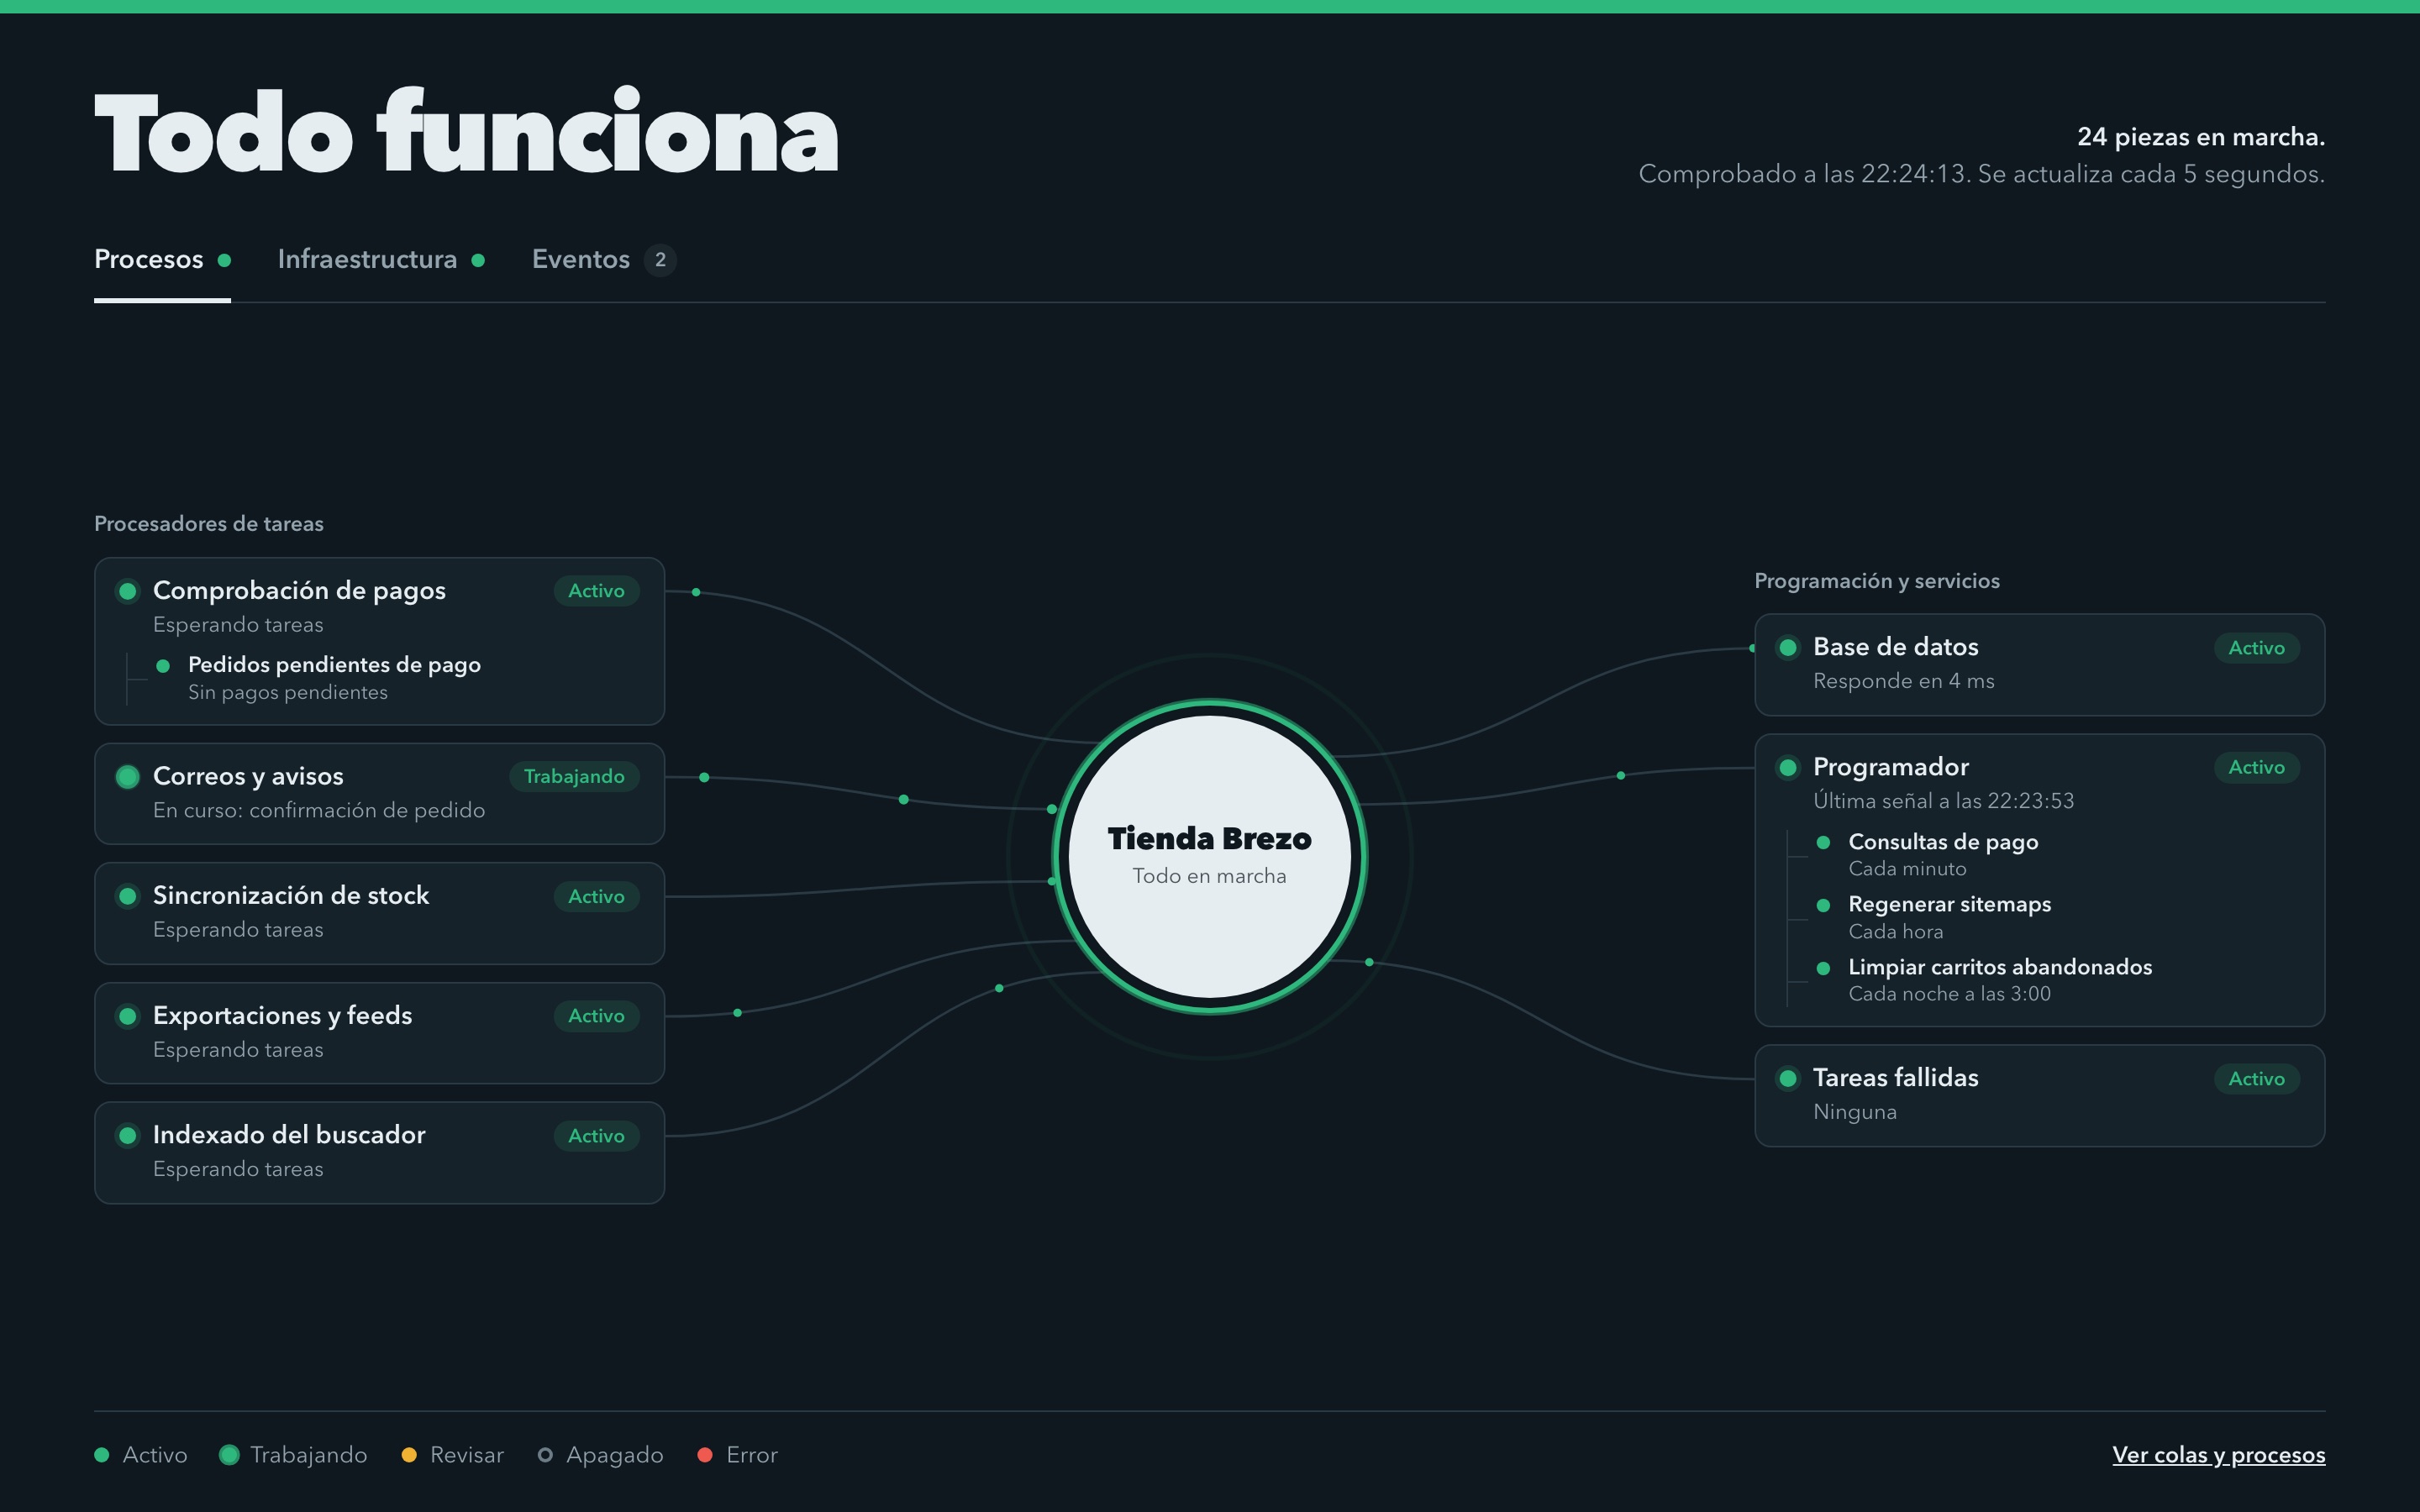 Todo funciona
24 piezas en marcha.
Comprobado a las 22:24:13. Se actualiza cada 5 segundos.
Procesos
Infraestructura
Eventos 2
Procesadores de tareas
Comprobación de pagos Activo
Esperando tareas
Pedidos pendientes de pago
Sin pagos pendientes
Correos y avisos Trabajando
En curso: confirmación de pedido
Sincronización de stock Activo
Esperando tareas
Exportaciones y feeds Activo
Esperando tareas
Indexado del buscador Activo
Esperando tareas
Tienda Brezo
Todo en marcha
Programación y servicios
Base de datos Activo
Responde en 4 ms
Programador Activo
Última señal a las 22:23:53
Consultas de pago
Cada minuto
Regenerar sitemaps
Cada hora
Limpiar carritos abandonados
Cada noche a las 3:00
Tareas fallidas Activo
Ninguna
Activo
Trabajando
Revisar
Apagado
Error
Ver colas y procesos